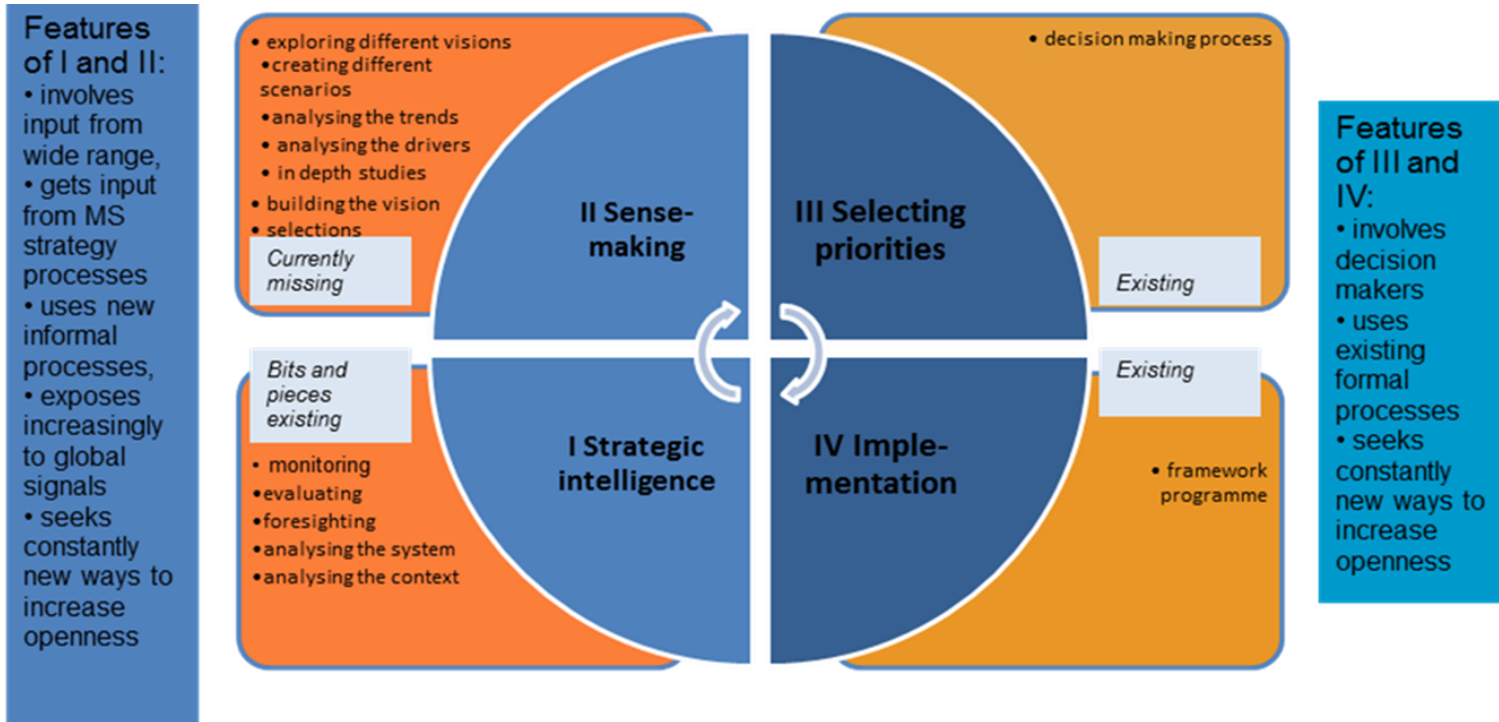 Features
of I and II:
• involves
input from
wide range,
• gets input
from MS
strategy
processes
• uses new
informal
processes,
• exposes
increasingly
to global
signals
• seeks
constantly
new ways to
increase
openness
• exploring different visions
•creating different
scenarios
•analysing the trends
• analysing the drivers
• in depth studies
• building the vision
• selections
Currently
missing
II Sense-
making
III Selecting
priorities
• decision making process
Existing
Bits and
pieces
existing
• monitoring
•evaluating
•foresighting
•analysing the system
•analysing the context
I Strategic
intelligence
IV Imple-
mentation
Existing
• framework
programme
Features
of III and
IV:
• involves
decision
makers
• uses
existing
formal
processes
• seeks
constantly
new ways to
increase
openness